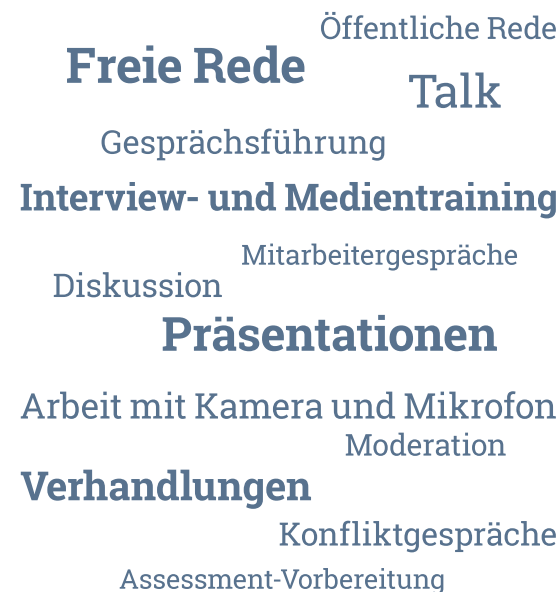 Öffentliche Rede
Freie Rede
Talk
Gesprächsführung
Interview- und Medientraining
Mitarbeitergespräche
Diskussion
Präsentationen
Arbeit mit Kamera und Mikrofon
Moderation
Verhandlungen
Konfliktgespräche
Assessment-Vorbereitung